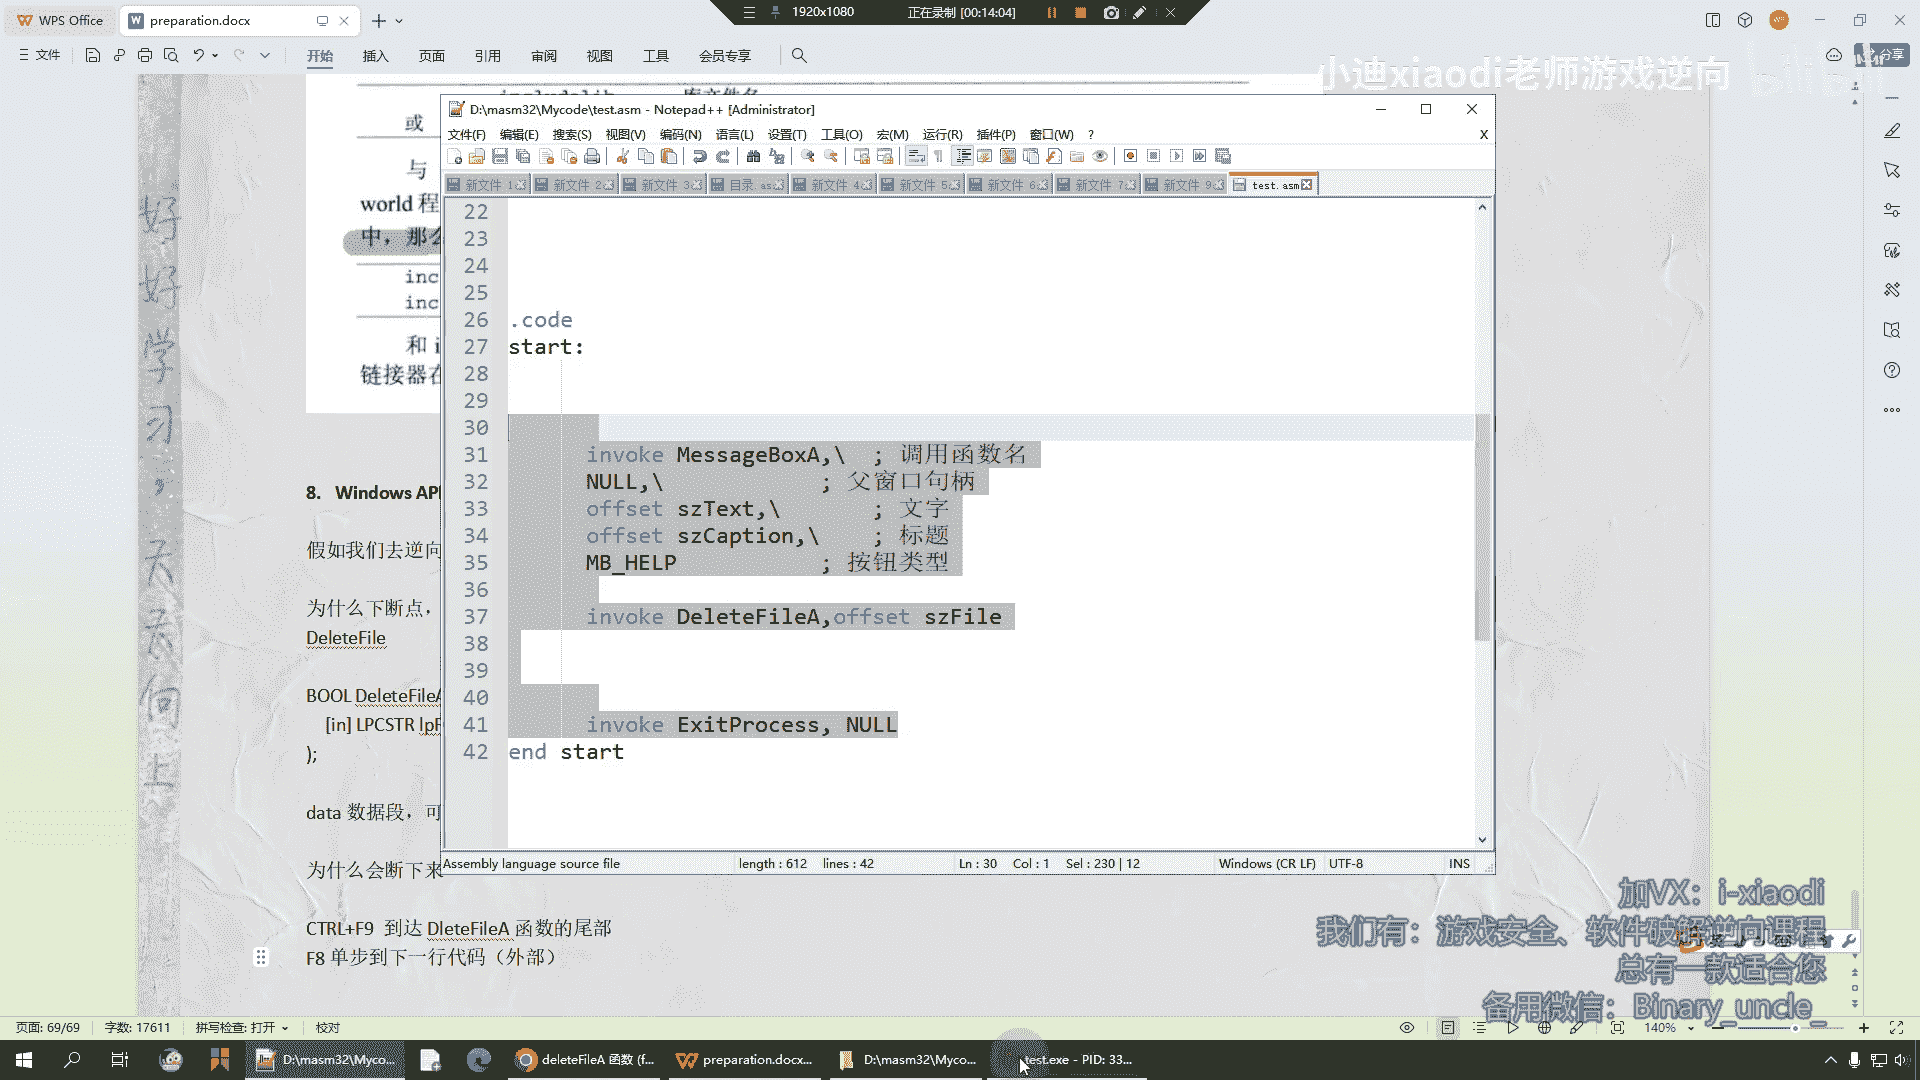 WPS Office
preparation.docx
1920x1080
正在录制 [00:14:04]
文件
开始
插入
页面
引用
审阅
视图
工具
会员专享
分享
小迪xiaodi老师游戏逆向
bilibili
或
与
world 程
中，那么
inc
inc
和 i
链接器在
好好学习，天天向上
D:\masm32\Mycode\test.asm - Notepad++ [Administrator]
文件(F) 编辑(E) 搜索(S) 视图(V) 编码(N) 语言(L) 设置(T) 工具(O) 宏(M) 运行(R) 插件(P) 窗口(W) ? X
新文件 1 新文件 2 新文件 3 目录.as 新文件 4 新文件 5 新文件 6 新文件 7 新文件 9 test.asm
22
23
24
25
26 .code
27 start:
28
29
30
31 invoke MessageBoxA,\ ; 调用函数名
32 NULL,\ ; 父窗口句柄
33 offset szText,\ ; 文字
34 offset szCaption,\ ; 标题
35 MB_HELP ; 按钮类型
36
37 invoke DeleteFileA,offset szFile
38
39
40
41 invoke ExitProcess, NULL
42 end start
Assembly language source file length : 612 lines : 42 Ln : 30 Col : 1 Sel : 230 | 12 Windows (CR LF) UTF-8 INS
8. Windows API
假如我们去逆向
为什么下断点，
DeleteFile
BOOL DeleteFileA
[in] LPCSTR lpF
);
data 数据段，可
为什么会断下来
CTRL+F9 到达 DleteFileA 函数的尾部
F8 单步到下一行代码（外部）
加VX：i-xiaodi
我们有：游戏安全、软件破解逆向课程
总有一款适合您
备用微信：Binary_uncle_
页面: 69/69 字数: 17611 拼写检查: 打开 校对
140%
D:\masm32\Myco...
deleteFileA 函数 (f...
preparation.docx...
D:\masm32\Myco...
test.exe - PID: 33...